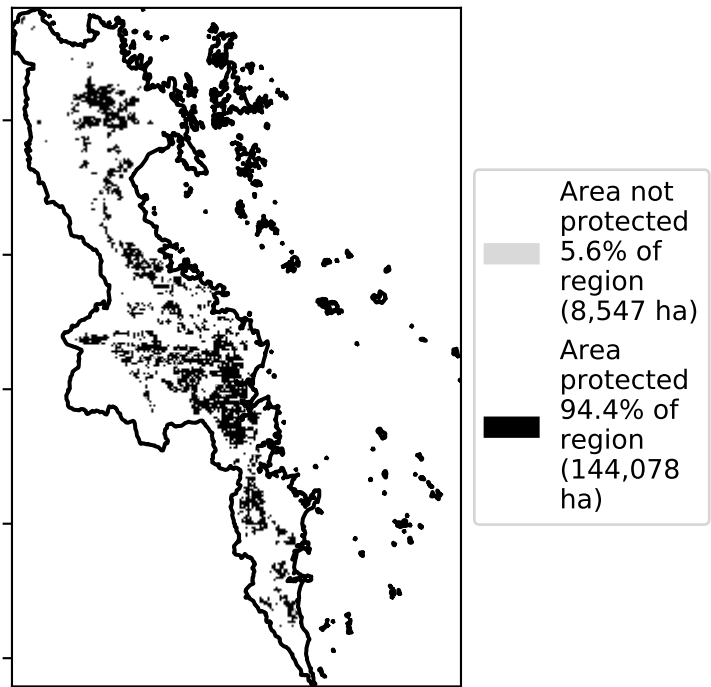 Area not
protected
5.6% of
region
(8,547 ha)
Area
protected
94.4% of
region
(144,078
ha)